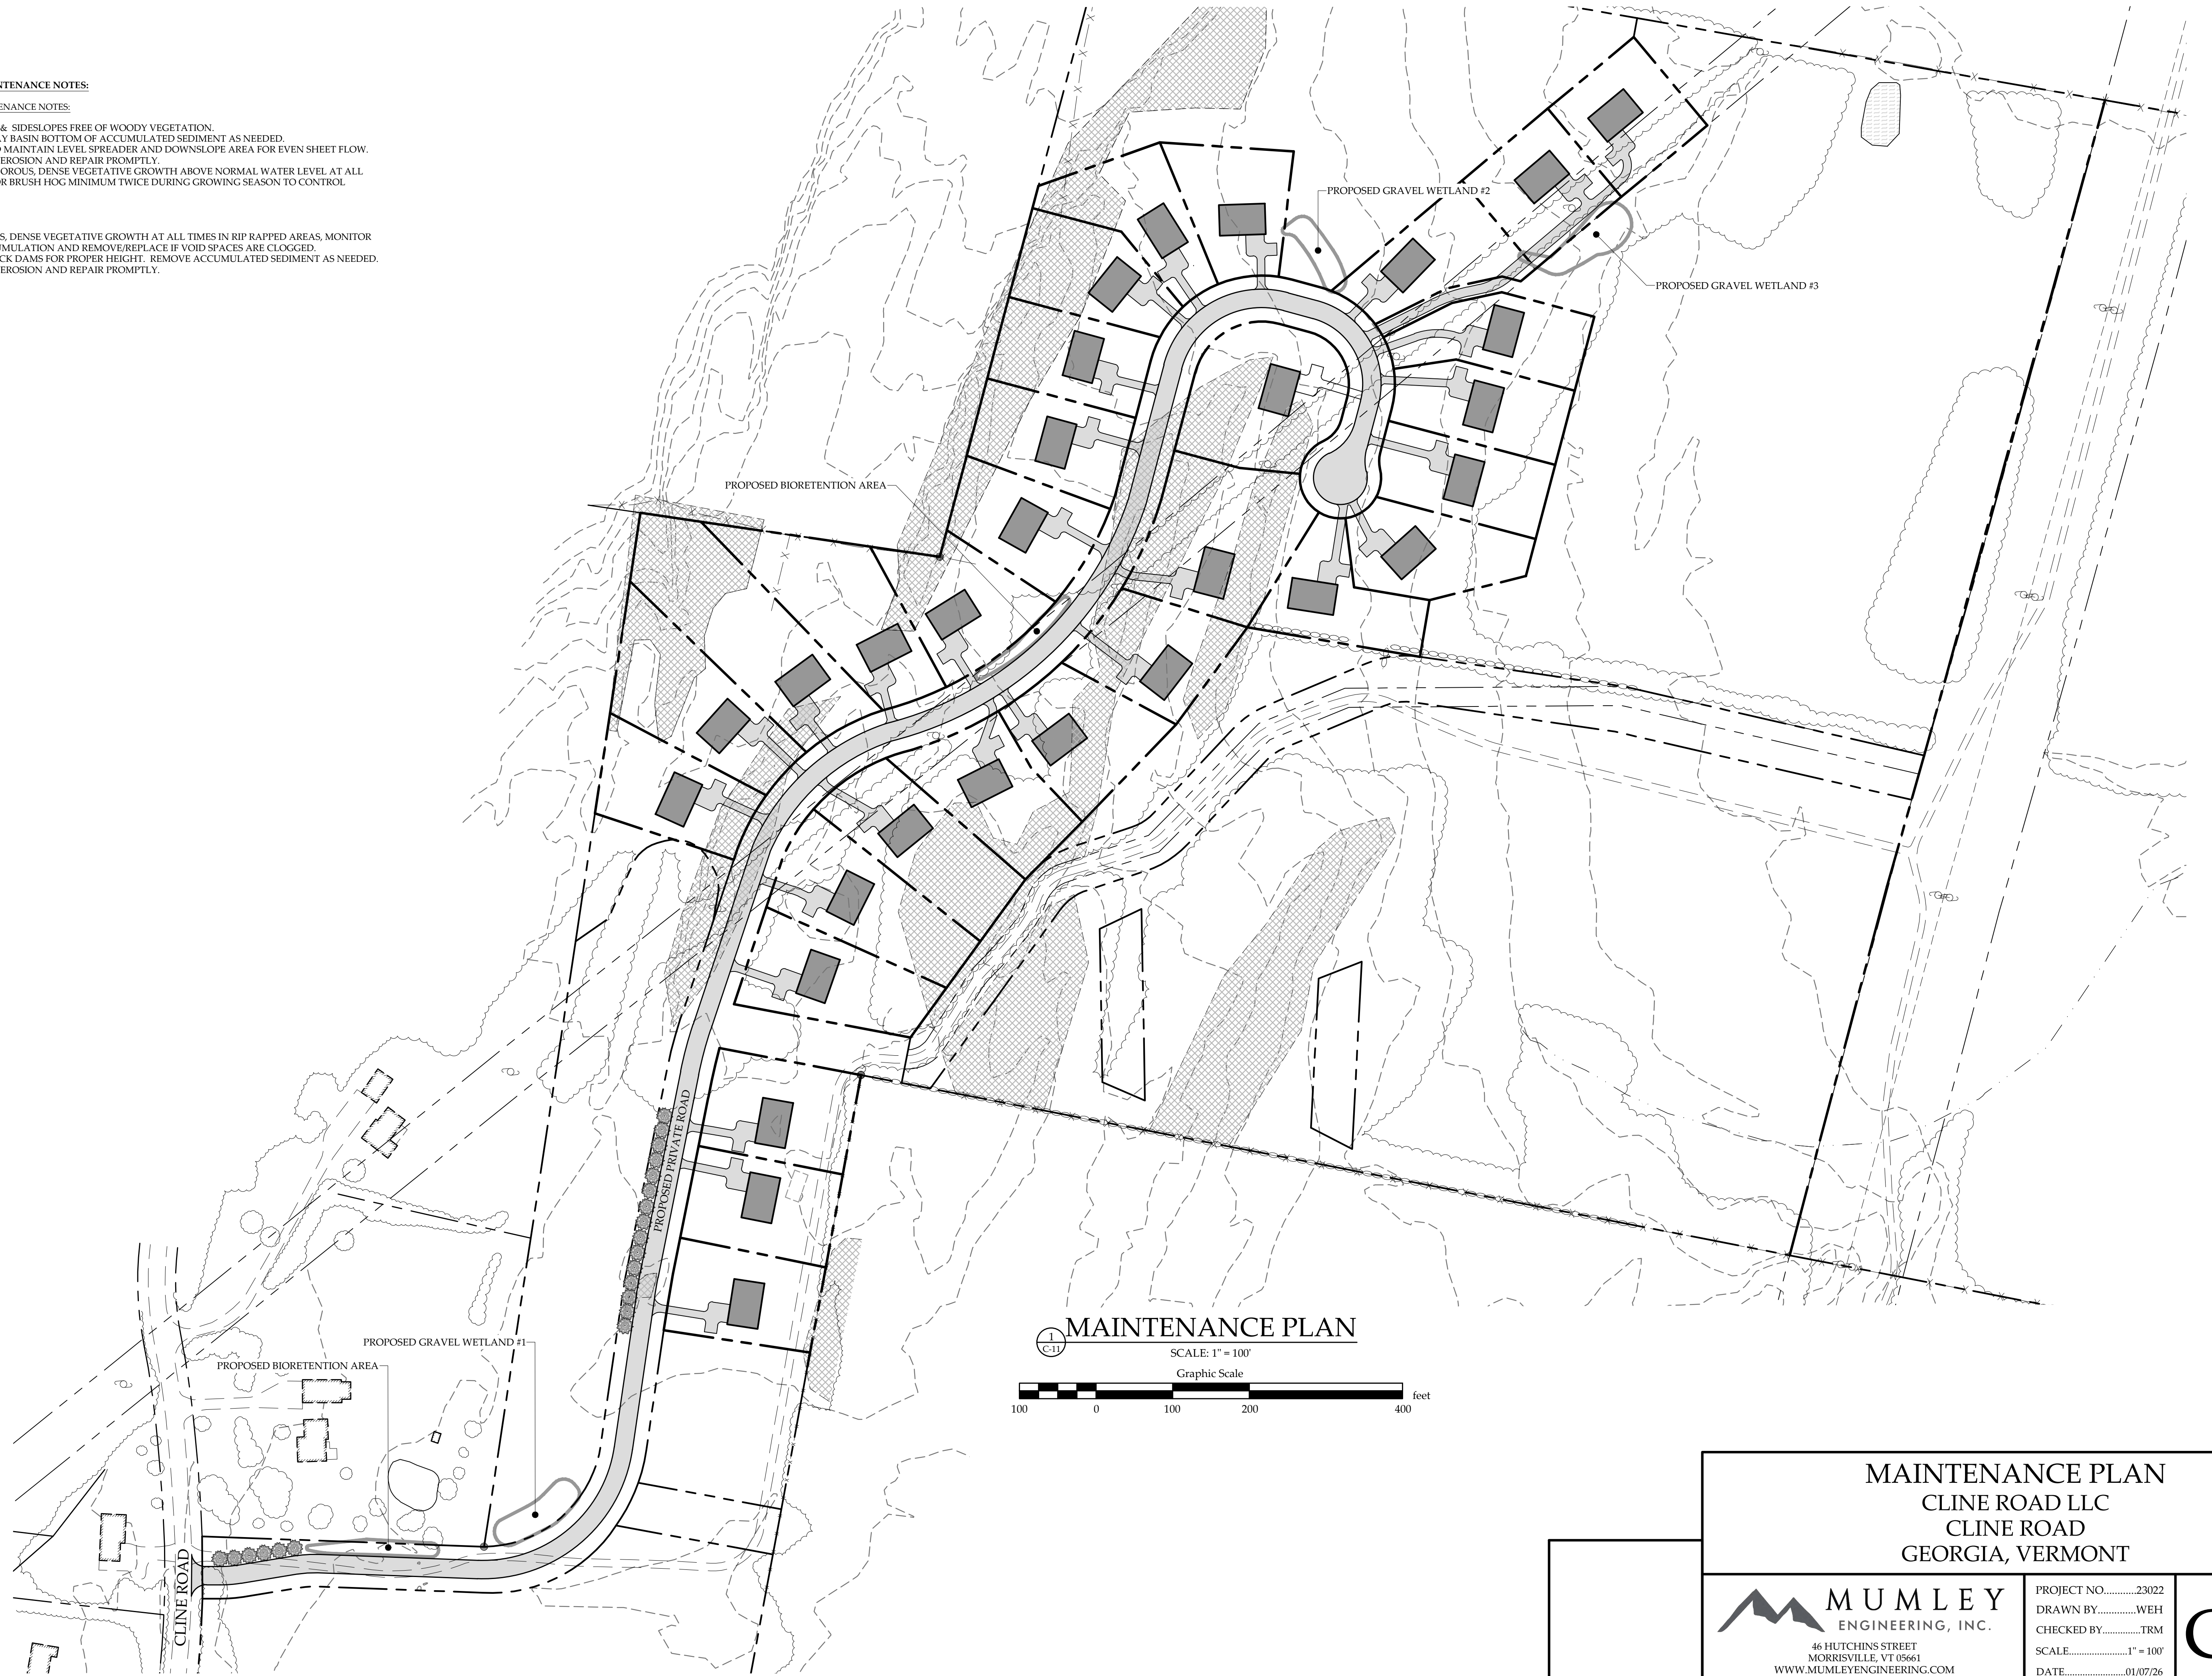 NTENANCE NOTES:
ENANCE NOTES:
& SIDESLOPES FREE OF WOODY VEGETATION.
Y BASIN BOTTOM OF ACCUMULATED SEDIMENT AS NEEDED.
MAINTAIN LEVEL SPREADER AND DOWNSLOPE AREA FOR EVEN SHEET FLOW.
EROSION AND REPAIR PROMPTLY.
OROUS, DENSE VEGETATIVE GROWTH ABOVE NORMAL WATER LEVEL AT ALL
OR BRUSH HOG MINIMUM TWICE DURING GROWING SEASON TO CONTROL
S, DENSE VEGETATIVE GROWTH AT ALL TIMES IN RIP RAPPED AREAS, MONITOR
UMULATION AND REMOVE/REPLACE IF VOID SPACES ARE CLOGGED.
CK DAMS FOR PROPER HEIGHT. REMOVE ACCUMULATED SEDIMENT AS NEEDED.
EROSION AND REPAIR PROMPTLY.
PROPOSED GRAVEL WETLAND #2
PROPOSED GRAVEL WETLAND #3
PROPOSED BIORETENTION AREA
PROPOSED PRIVATE ROAD
PROPOSED GRAVEL WETLAND #1
PROPOSED BIORETENTION AREA
CLINE ROAD
1
C-11
MAINTENANCE PLAN
SCALE: 1" = 100'
Graphic Scale
feet
100 0 100 200 400
MAINTENANCE PLAN
CLINE ROAD LLC
CLINE ROAD
GEORGIA, VERMONT
MUMLEY
ENGINEERING, INC.
46 HUTCHINS STREET
MORRISVILLE, VT 05661
WWW.MUMLEYENGINEERING.COM
PROJECT NO............23022
DRAWN BY..............WEH
CHECKED BY..............TRM
SCALE......................1" = 100'
DATE.......................01/07/26